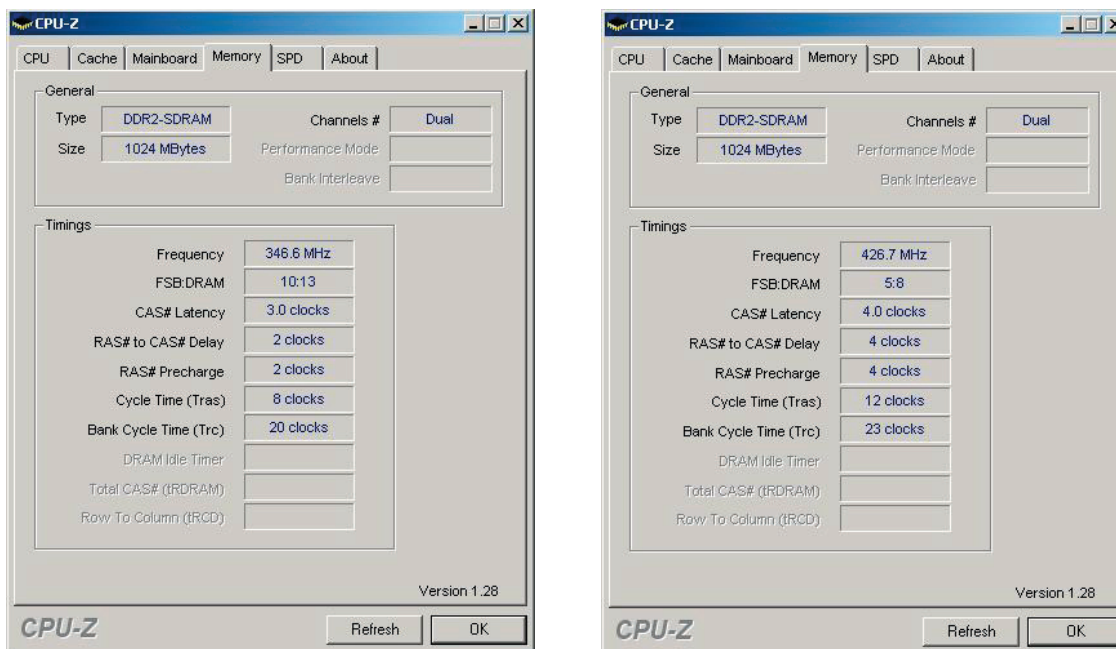 CPU-Z
CPU Cache Mainboard Memory SPD About
General
Type DDR2-SDRAM Channels # Dual
Size 1024 MBytes Performance Mode
Bank Interleave
Timings
Frequency 346.6 MHz
FSB:DRAM 10:13
CAS# Latency 3.0 clocks
RAS# to CAS# Delay 2 clocks
RAS# Precharge 2 clocks
Cycle Time (Tras) 8 clocks
Bank Cycle Time (Trc) 20 clocks
DRAM Idle Timer
Total CAS# (tRDRAM)
Row To Column (tRCD)
Version 1.28
CPU-Z Refresh OK
CPU-Z
CPU Cache Mainboard Memory SPD About
General
Type DDR2-SDRAM Channels # Dual
Size 1024 MBytes Performance Mode
Bank Interleave
Timings
Frequency 426.7 MHz
FSB:DRAM 5:8
CAS# Latency 4.0 clocks
RAS# to CAS# Delay 4 clocks
RAS# Precharge 4 clocks
Cycle Time (Tras) 12 clocks
Bank Cycle Time (Trc) 23 clocks
DRAM Idle Timer
Total CAS# (tRDRAM)
Row To Column (tRCD)
Version 1.28
CPU-Z Refresh OK